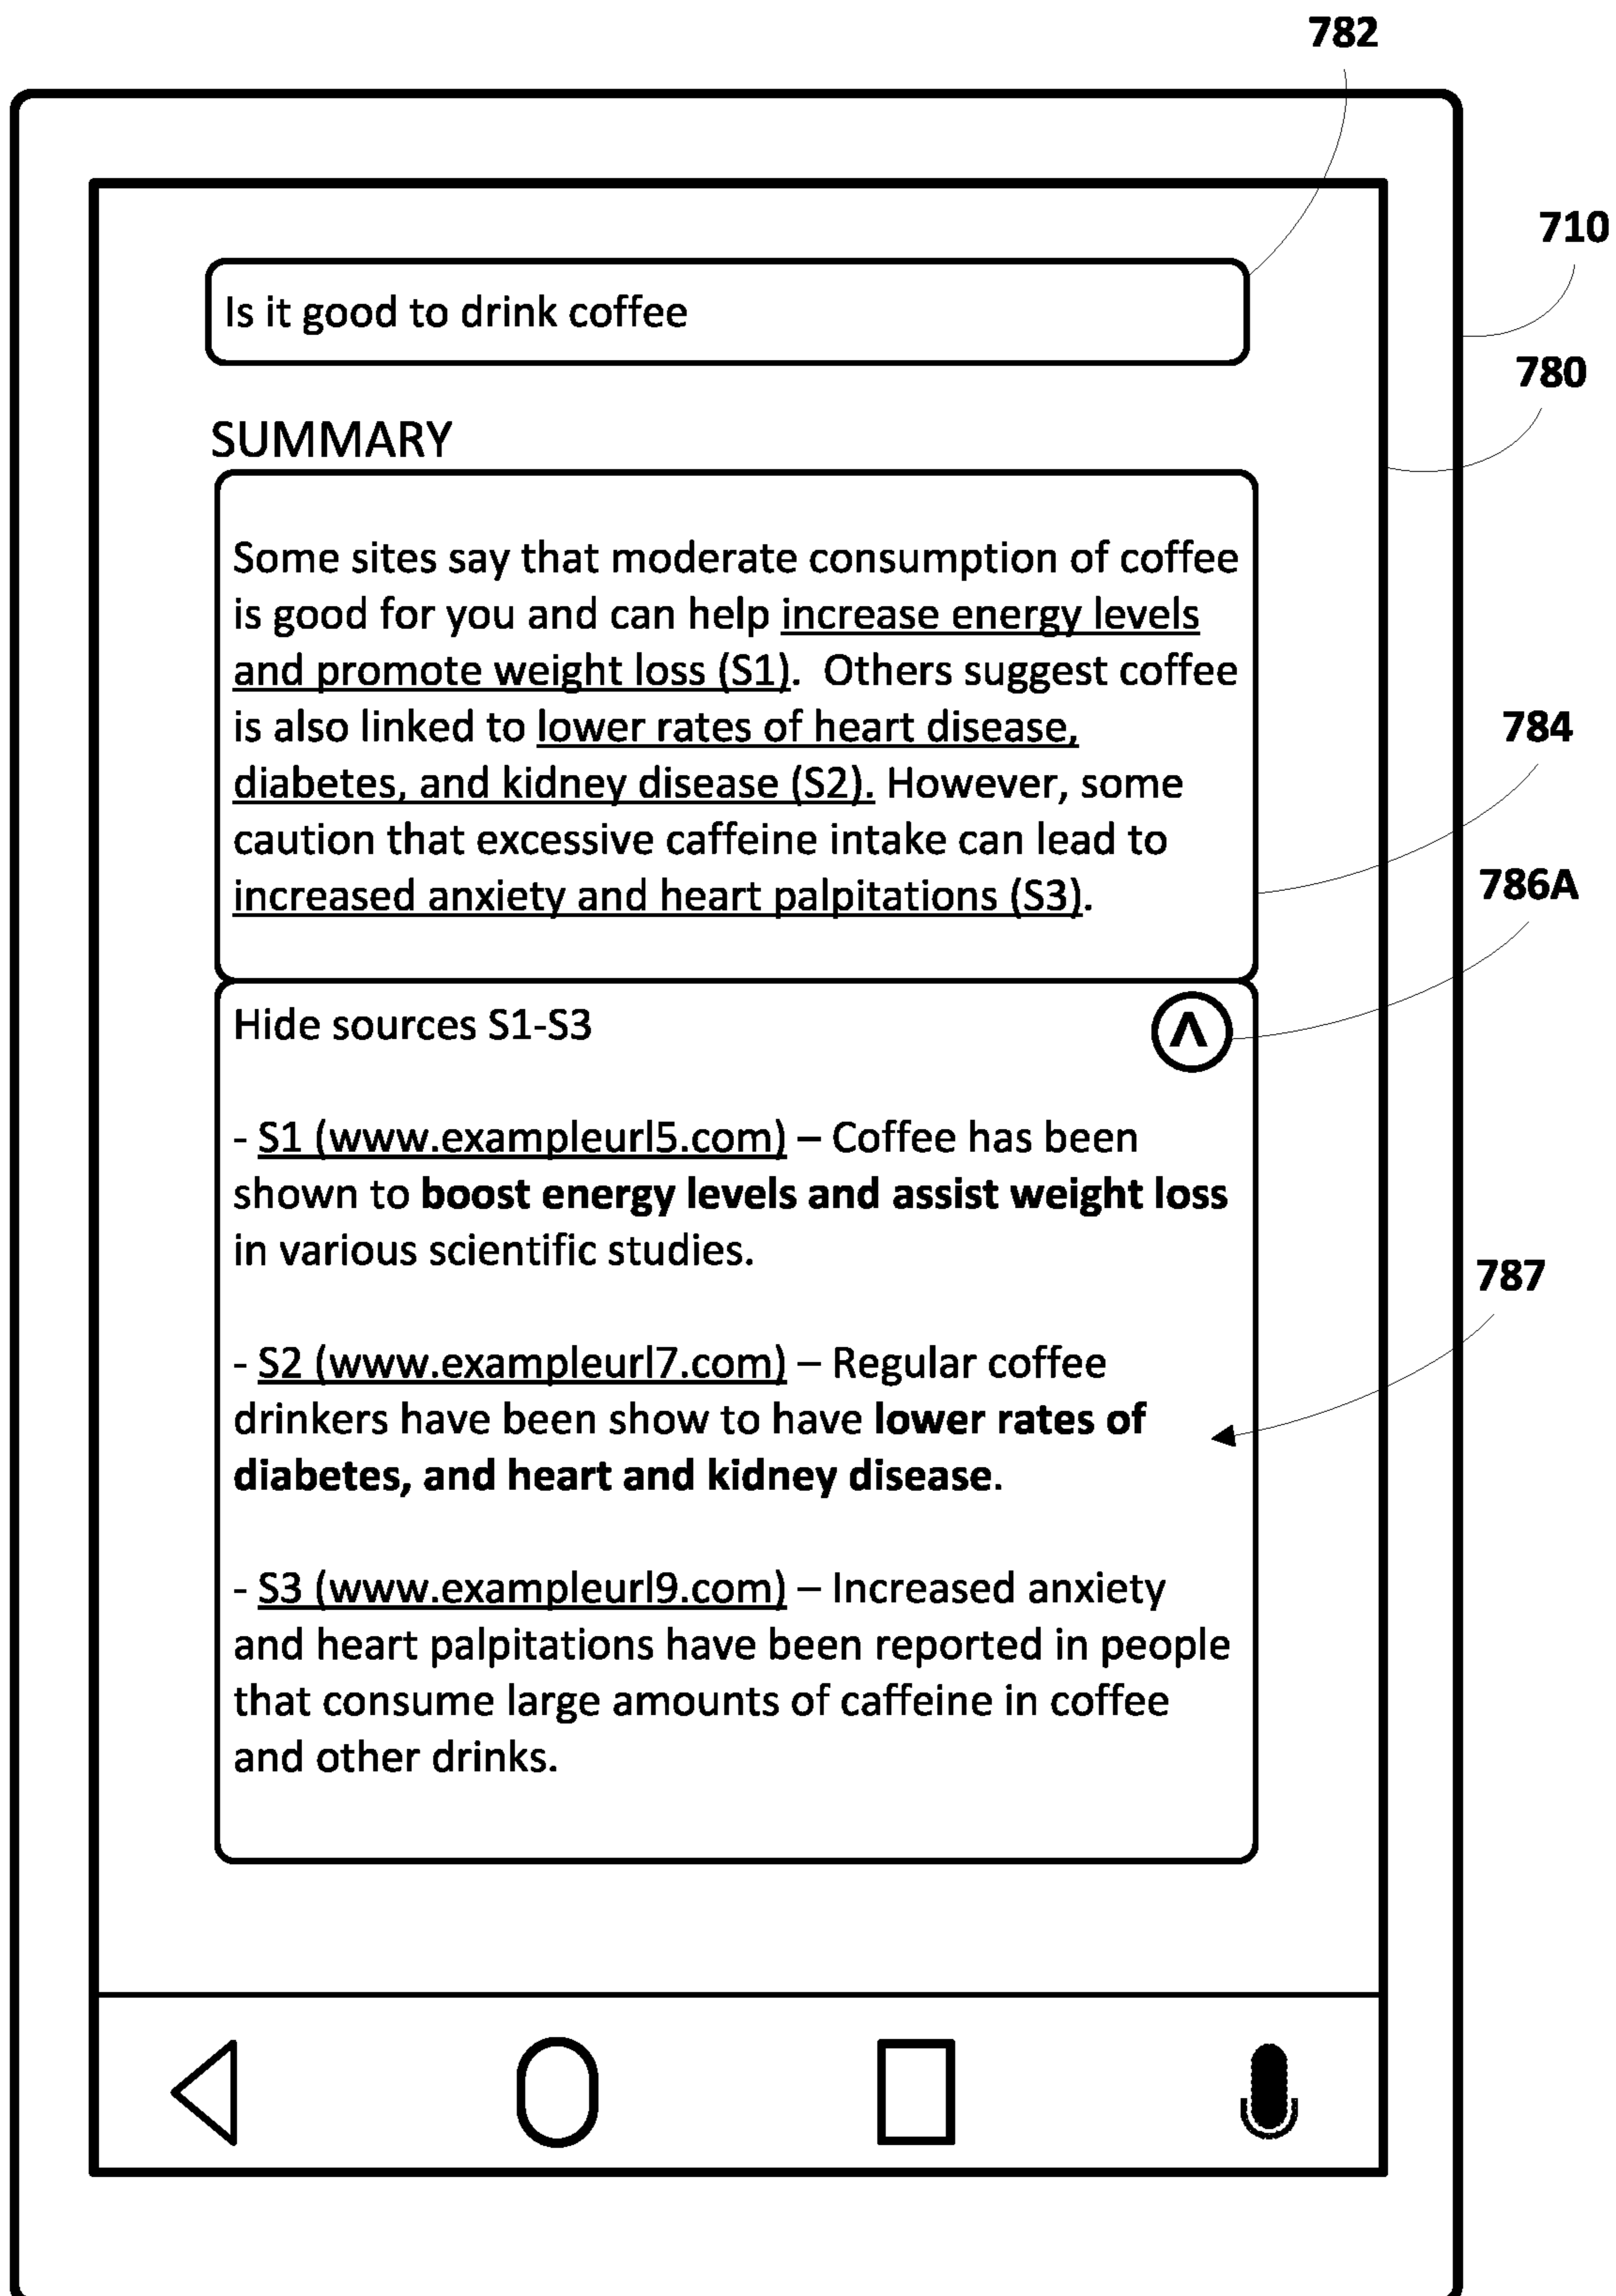 782
710
Is it good to drink coffee
780
SUMMARY
Some sites say that moderate consumption of coffee
is good for you and can help increase energy levels
and promote weight loss (S1).  Others suggest coffee
is also linked to lower rates of heart disease,
784
diabetes, and kidney disease (S2). However, some
caution that excessive caffeine intake can lead to
786A
increased anxiety and heart palpitations (S3).
Hide sources S1-S3
- S1 (www.exampleurl5.com) – Coffee has been
shown to boost energy levels and assist weight loss
in various scientific studies.
787
- S2 (www.exampleurl7.com) – Regular coffee
drinkers have been show to have lower rates of
diabetes, and heart and kidney disease.
- S3 (www.exampleurl9.com) – Increased anxiety
and heart palpitations have been reported in people
that consume large amounts of caffeine in coffee
and other drinks.